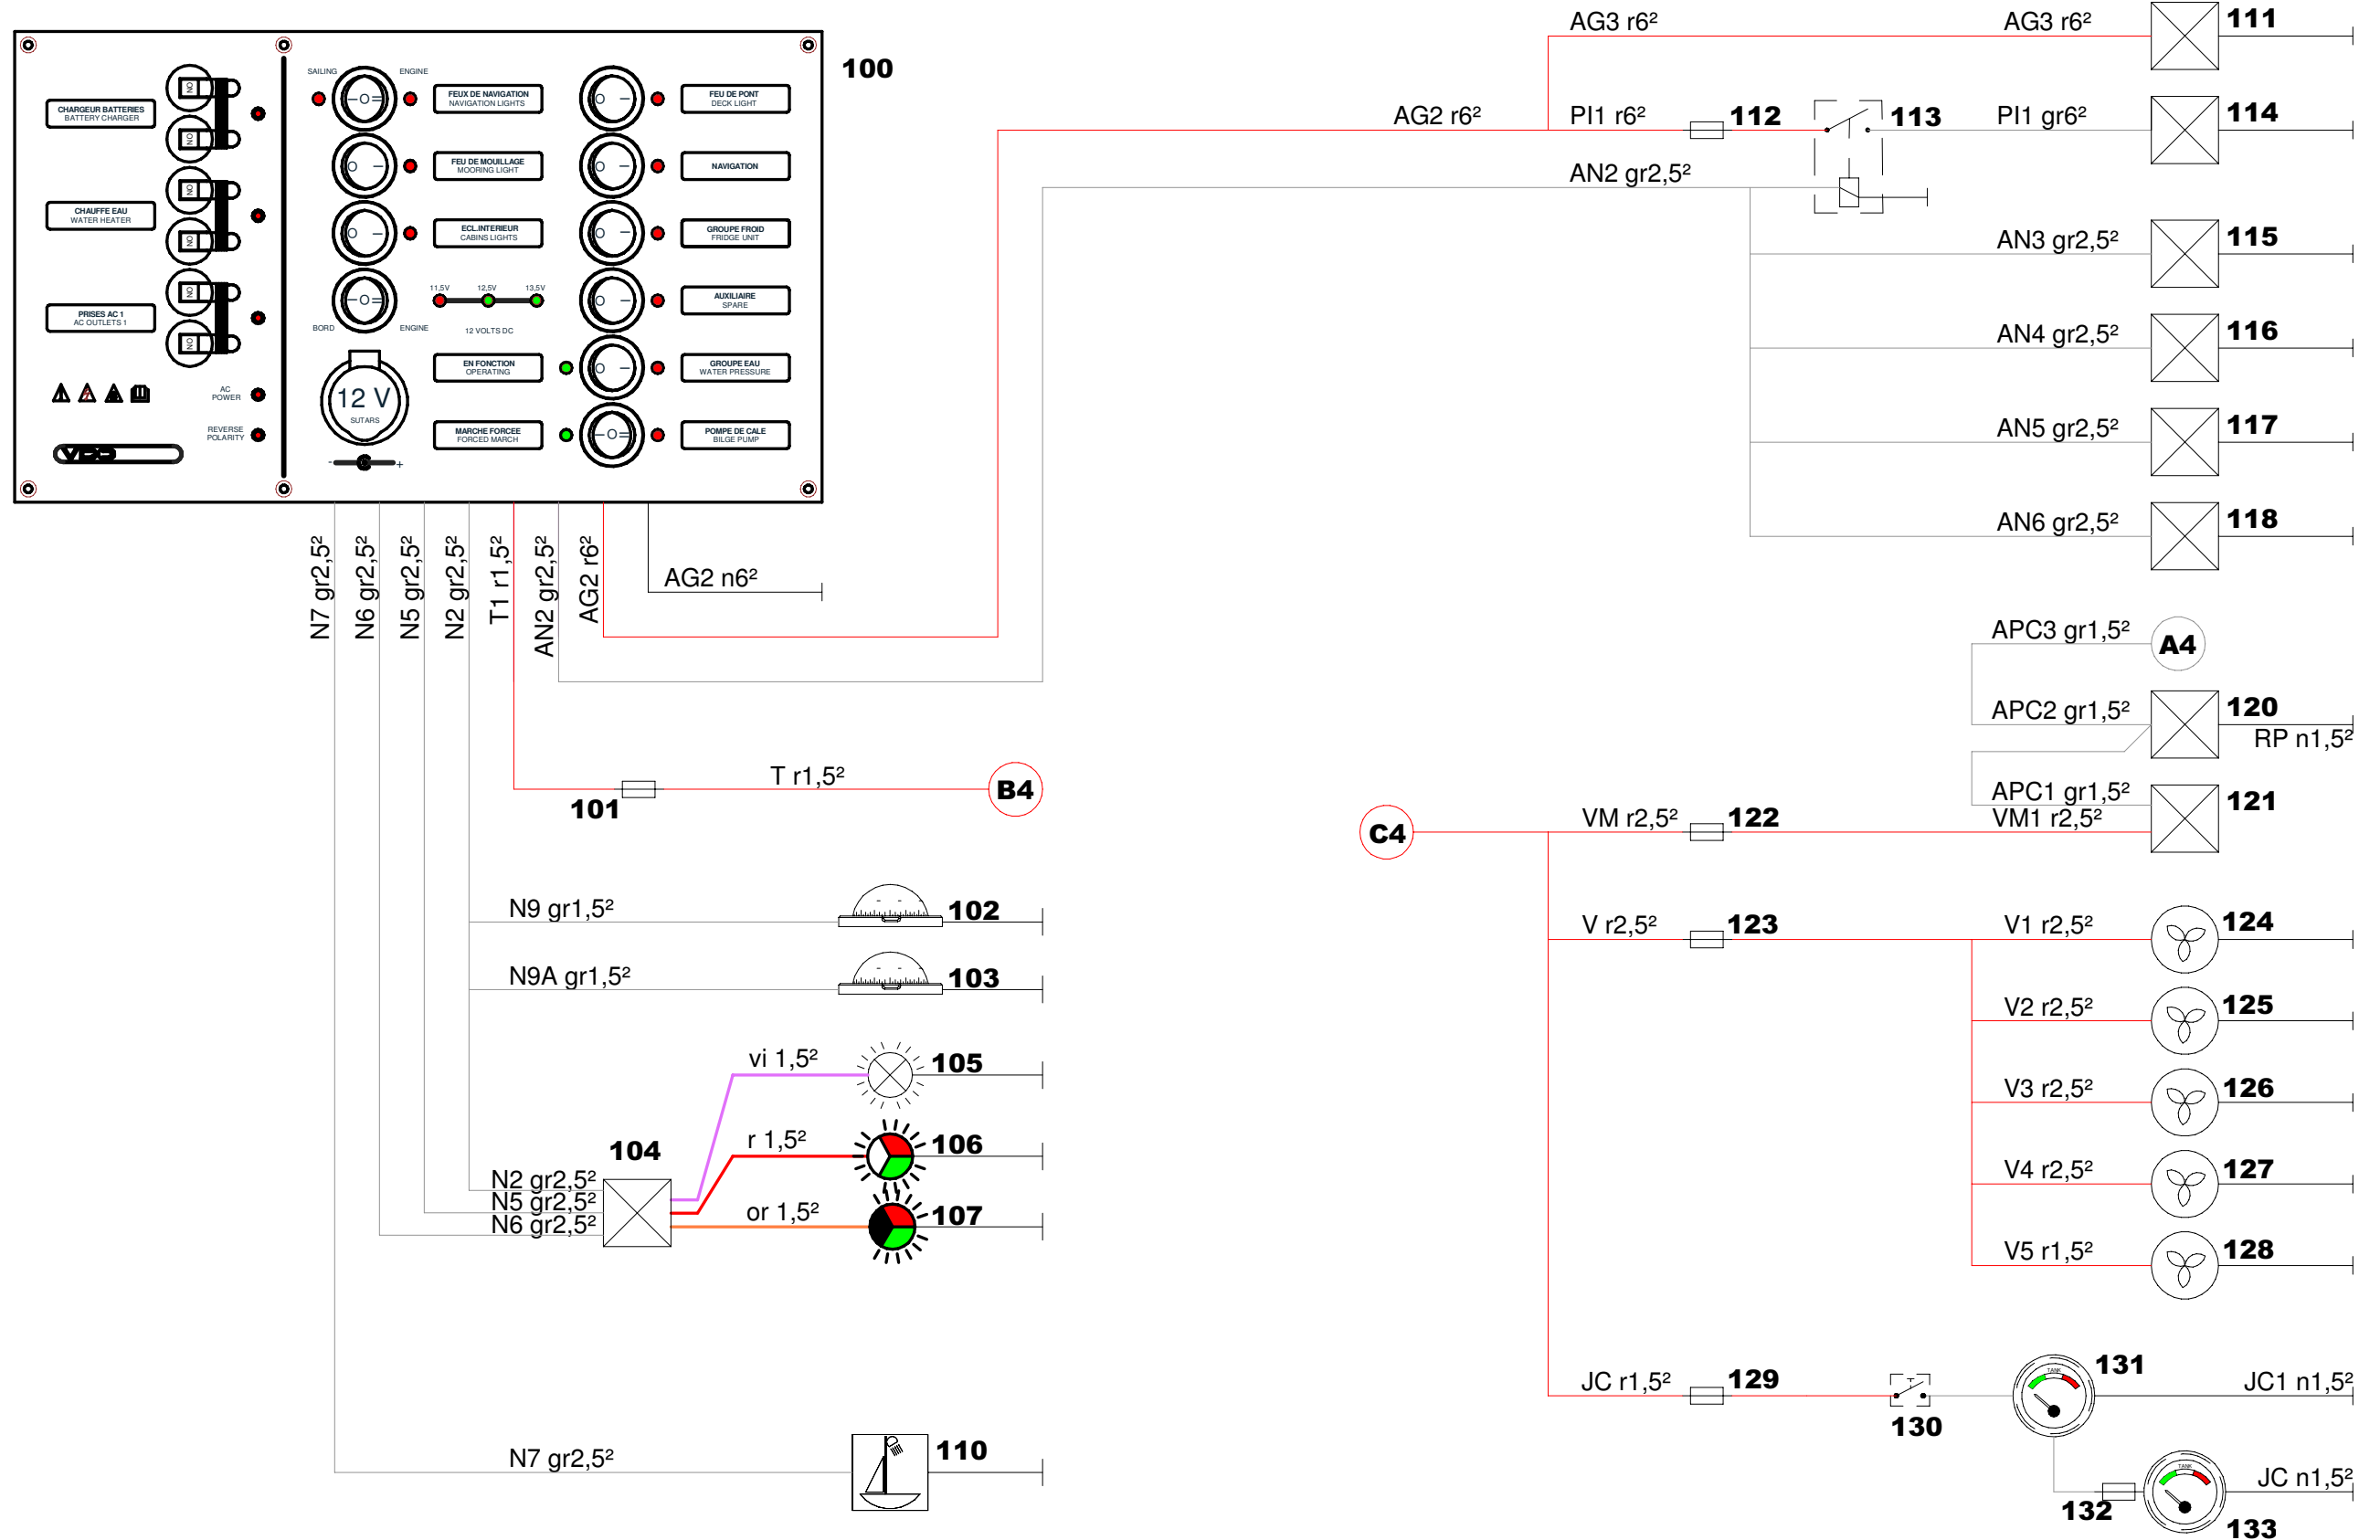 SAILING
ENGINE
CHARGEUR BATTERIES
BATTERY CHARGER
CHAUFFE EAU
WATER HEATER
PRISES AC 1
AC OUTLETS 1
ON
ON
ON
ON
ON
ON
AC
POWER
REVERSE
POLARITY
FEUX DE NAVIGATION
NAVIGATION LIGHTS
FEU DE MOUILLAGE
MOORING LIGHT
ECL.INTERIEUR
CABINS LIGHTS
11,5V 12,5V 13,5V
12 VOLTS DC
BORD
ENGINE
EN FONCTION
OPERATING
MARCHE FORCEE
FORCED MARCH
12 V
SUTARS
- +
FEU DE PONT
DECK LIGHT
NAVIGATION
GROUPE FROID
FRIDGE UNIT
AUXILIAIRE
SPARE
GROUPE EAU
WATER PRESSURE
POMPE DE CALE
BILGE PUMP
100
N7 gr2,5²
N6 gr2,5²
N5 gr2,5²
N2 gr2,5²
T1 r1,5²
AN2 gr2,5²
AG2 r6²
AG2 n6²
101
T r1,5²
B4
N9 gr1,5²
102
N9A gr1,5²
103
vi 1,5²
105
104
r 1,5²
106
N2 gr2,5²
N5 gr2,5²
N6 gr2,5²
or 1,5²
107
N7 gr2,5²
110
AG3 r6²
AG3 r6²
111
AG2 r6²
PI1 r6²
112
113
PI1 gr6²
114
AN2 gr2,5²
AN3 gr2,5²
115
AN4 gr2,5²
116
AN5 gr2,5²
117
AN6 gr2,5²
118
APC3 gr1,5²
A4
APC2 gr1,5²
120
RP n1,5²
APC1 gr1,5²
121
C4
VM r2,5²
122
VM1 r2,5²
V r2,5²
123
V1 r2,5²
124
V2 r2,5²
125
V3 r2,5²
126
V4 r2,5²
127
V5 r1,5²
128
JC r1,5²
129
130
TANK
131
JC1 n1,5²
132
TANK
JC n1,5²
133